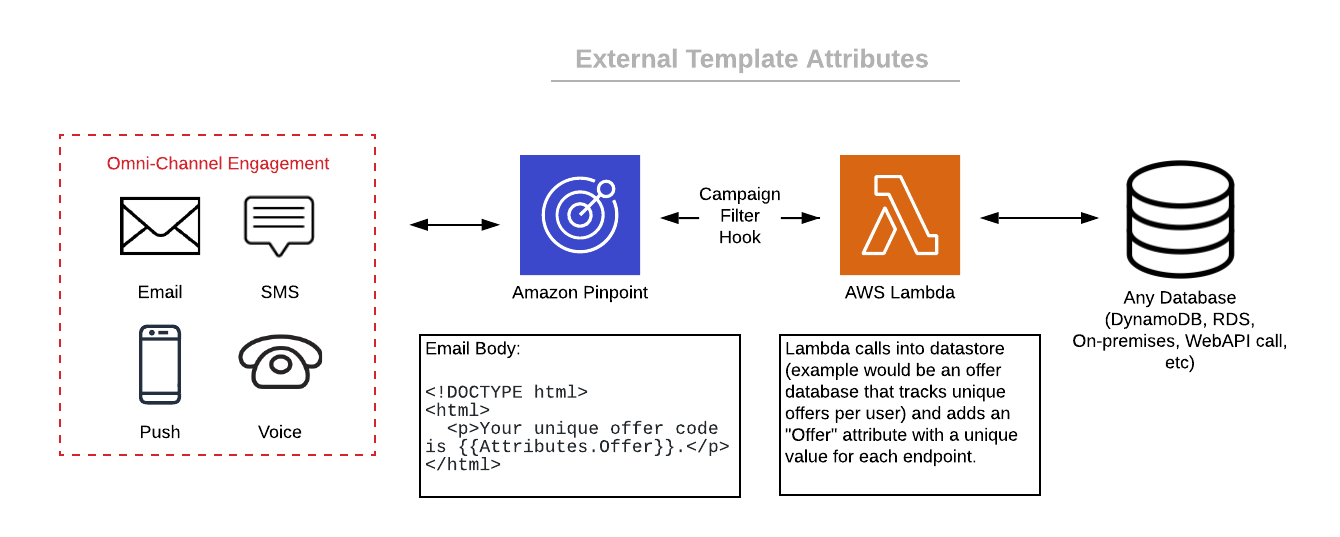 External Template Attributes
Omni-Channel Engagement
Email
SMS
Push
Voice
Amazon Pinpoint
Campaign
Filter
Hook
AWS Lambda
Any Database
(DynamoDB, RDS,
On-premises, WebAPI call,
etc)
Email Body:
<!DOCTYPE html>
<html>
  <p>Your unique offer code
is {{Attributes.Offer}}.</p>
</html>
Lambda calls into datastore
(example would be an offer
database that tracks unique
offers per user) and adds an
"Offer" attribute with a unique
value for each endpoint.